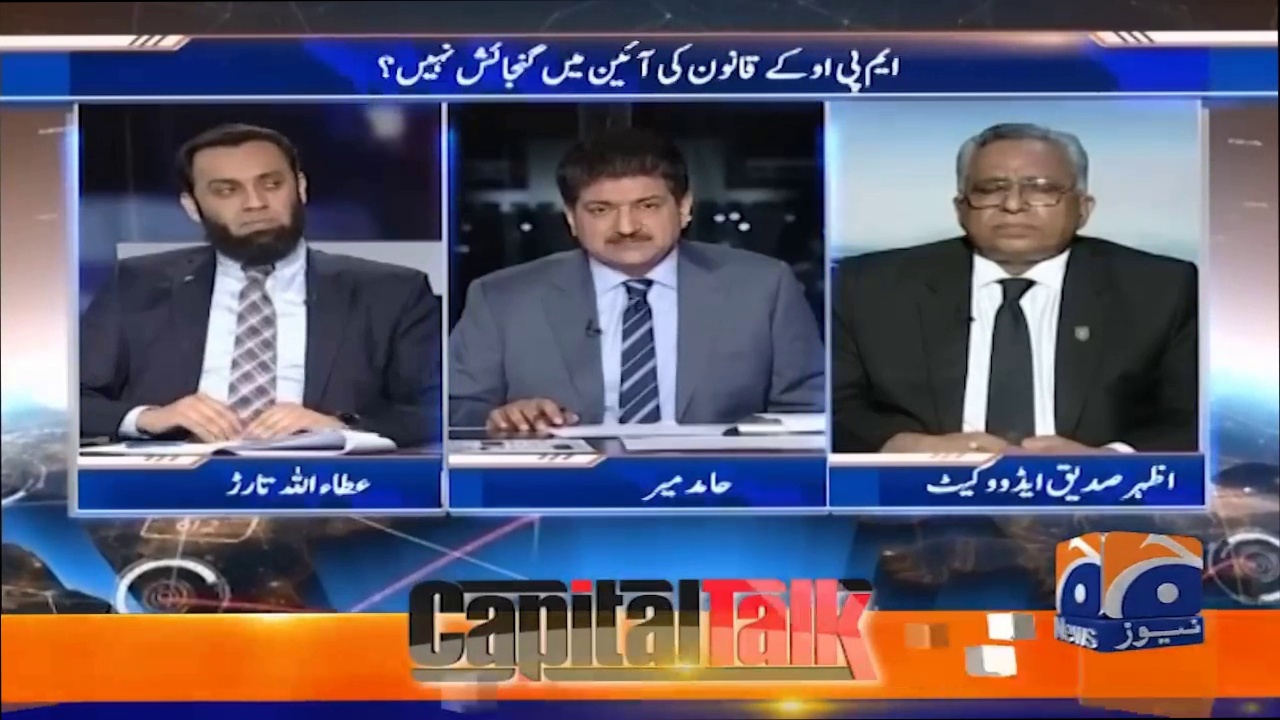 ایم پی او کے قانون کی آئین میں گنجائش نہیں؟
عطاء اللہ تارڑ
حامد میر
اظہر صدیق ایڈووکیٹ
Capital Talk
جیو
News نیوز